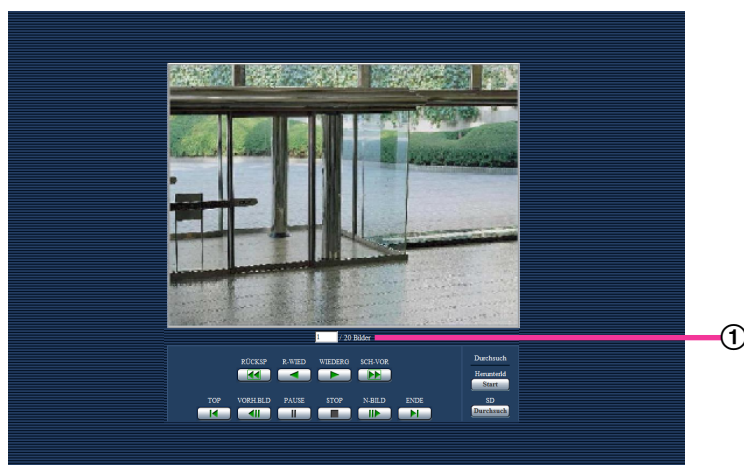 1 / 20 Bilder
①
RÜCKSP R-WIED WIEDERG SCH-VOR
TOP VORH.BLD PAUSE STOP N-BILD ENDE
Durchsuch
Herunterld
Start
SD
Durchsuch